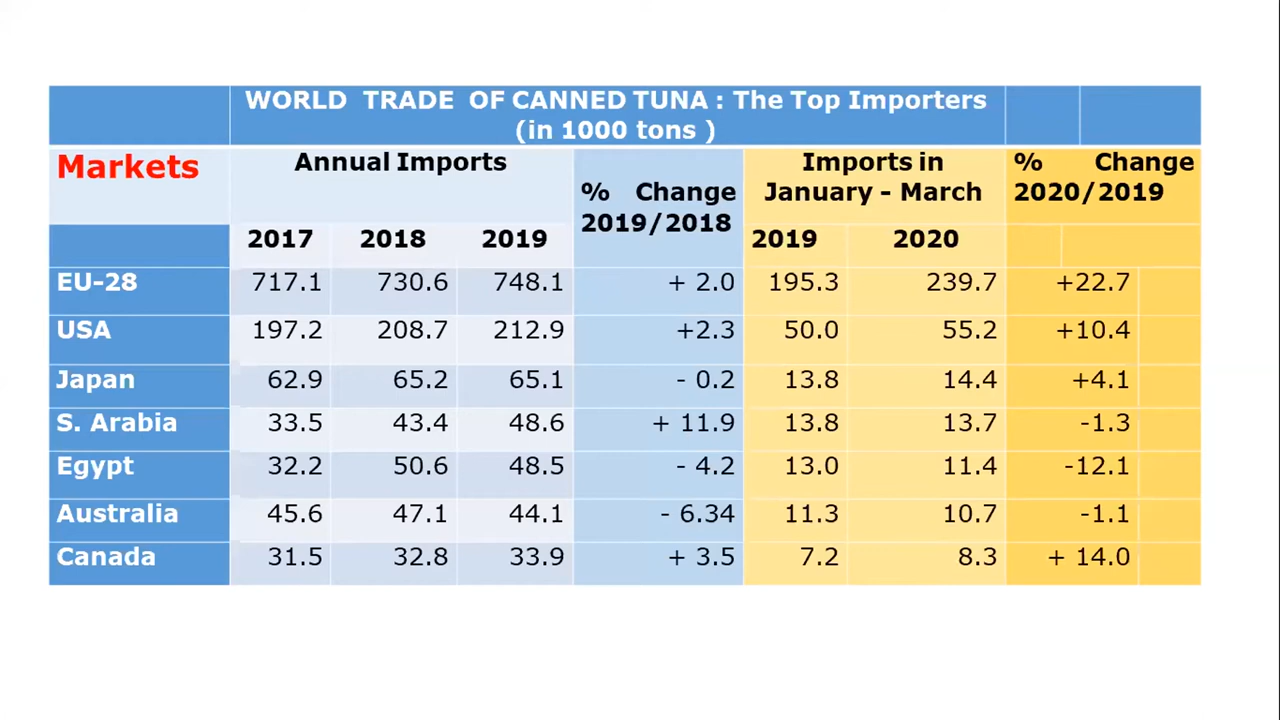 WORLD TRADE OF CANNED TUNA : The Top Importers
(in 1000 tons )
Markets Annual Imports % Change 2019/2018 Imports in January - March % Change 2020/2019
2017 2018 2019 2019 2020
EU-28 717.1 730.6 748.1 + 2.0 195.3 239.7 +22.7
USA 197.2 208.7 212.9 +2.3 50.0 55.2 +10.4
Japan 62.9 65.2 65.1 - 0.2 13.8 14.4 +4.1
S. Arabia 33.5 43.4 48.6 + 11.9 13.8 13.7 -1.3
Egypt 32.2 50.6 48.5 - 4.2 13.0 11.4 -12.1
Australia 45.6 47.1 44.1 - 6.34 11.3 10.7 -1.1
Canada 31.5 32.8 33.9 + 3.5 7.2 8.3 + 14.0